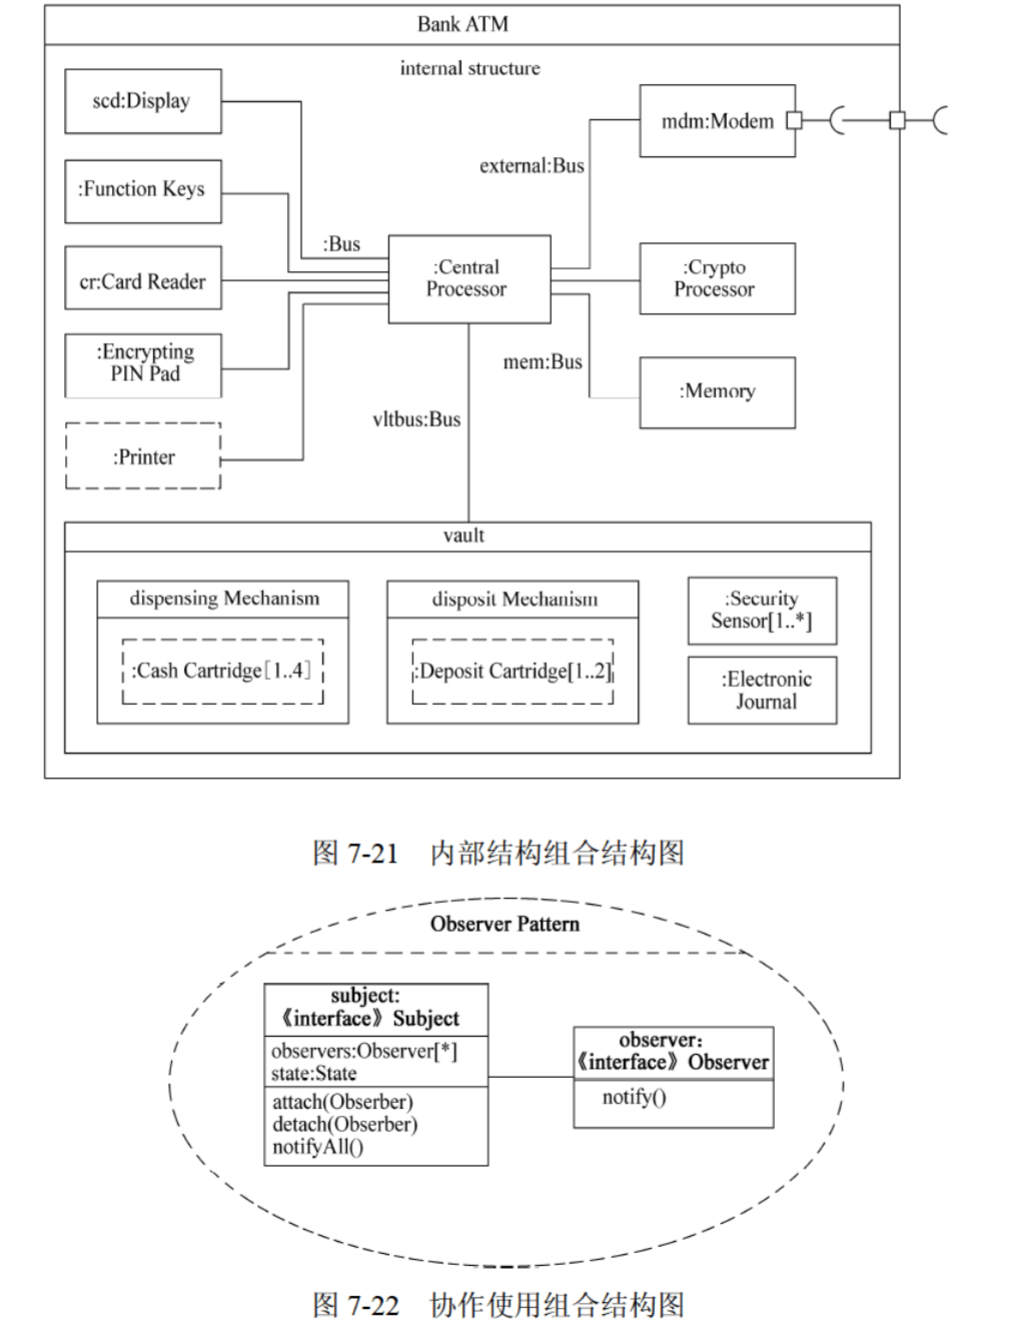 Bank ATM
internal structure
scd:Display
mdm:Modem
external:Bus
:Function Keys
:Bus
cr:Card Reader
:Central
Processor
:Crypto
Processor
:Encrypting
PIN Pad
mem:Bus
:Memory
vltbus:Bus
:Printer
vault
dispensing Mechanism
disposit Mechanism
:Security
Sensor[1..*]
:Cash Cartridge[1..4]
:Deposit Cartridge[1..2]
:Electronic
Journal
图 7-21 内部结构组合结构图
Observer Pattern
subject:
《interface》Subject
observers:Observer[*]
state:State
attach(Obserber)
detach(Obserber)
notifyAll()
observer:
《interface》Observer
notify()
图 7-22 协作使用组合结构图